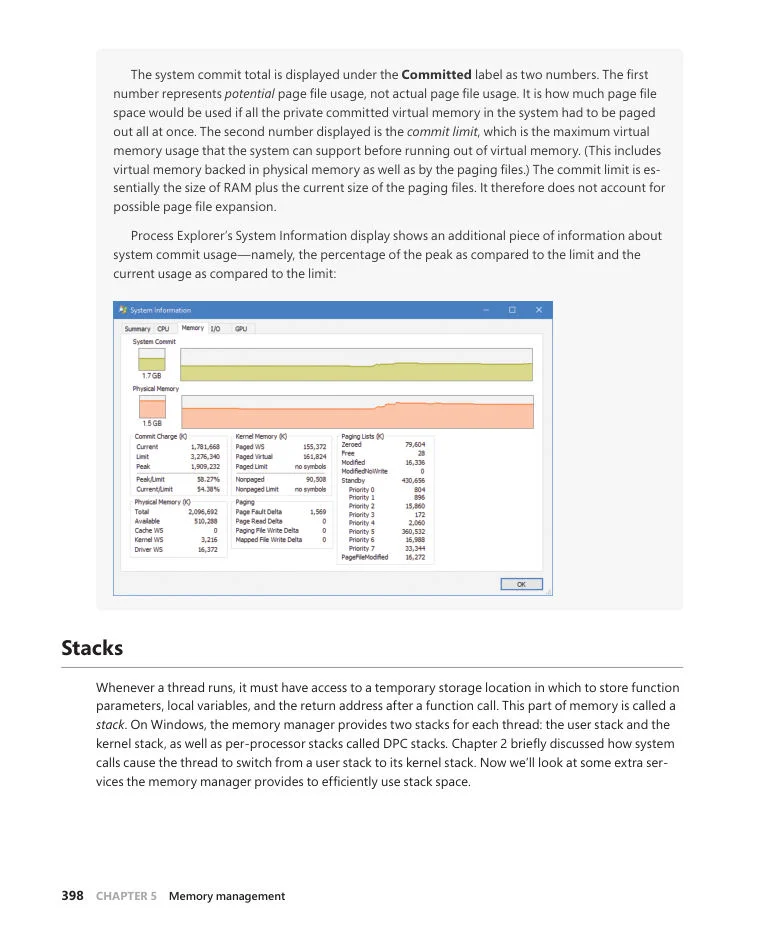 The system commit total is displayed under the Committed label as two numbers. The first
number represents potential page file usage, not actual page file usage. It is how much page file
space would be used if all the private committed virtual memory in the system had to be paged
out all at once. The second number displayed is the commit limit, which is the maximum virtual
memory usage that the system can support before running out of virtual memory. (This includes
virtual memory backed in physical memory as well as by the paging files.) The commit limit is es-
sentially the size of RAM plus the current size of the paging files. It therefore does not account for
possible page file expansion.
Process Explorer’s System Information display shows an additional piece of information about
system commit usage—namely, the percentage of the peak as compared to the limit and the
current usage as compared to the limit:
System Information
Summary CPU Memory I/O GPU
System Commit
1.7 GB
Physical Memory
1.5 GB
Commit Charge (K)
Current 1,781,668
Limit 3,276,340
Peak 1,909,232
Peak/Limit 58.27%
Current/Limit 54.38%
Physical Memory (K)
Total 2,096,692
Available 510,288
Cache WS 0
Kernel WS 3,216
Driver WS 16,372
Kernel Memory (K)
Paged WS 155,372
Paged Virtual 161,824
Paged Limit no symbols
Nonpaged 90,508
Nonpaged Limit no symbols
Paging
Page Fault Delta 1,569
Page Read Delta 0
Paging File Write Delta 0
Mapped File Write Delta 0
Paging Lists (K)
Zeroed 79,604
Free 28
Modified 16,336
ModifiedNoWrite 0
Standby 430,656
Priority 0 804
Priority 1 896
Priority 2 15,860
Priority 3 172
Priority 4 2,060
Priority 5 360,532
Priority 6 16,988
Priority 7 33,344
PageFileModified 16,272
OK
Stacks
Whenever a thread runs, it must have access to a temporary storage location in which to store function
parameters, local variables, and the return address after a function call. This part of memory is called a
stack. On Windows, the memory manager provides two stacks for each thread: the user stack and the
kernel stack, as well as per-processor stacks called DPC stacks. Chapter 2 briefly discussed how system
calls cause the thread to switch from a user stack to its kernel stack. Now we’ll look at some extra ser-
vices the memory manager provides to efficiently use stack space.
398 CHAPTER 5 Memory management